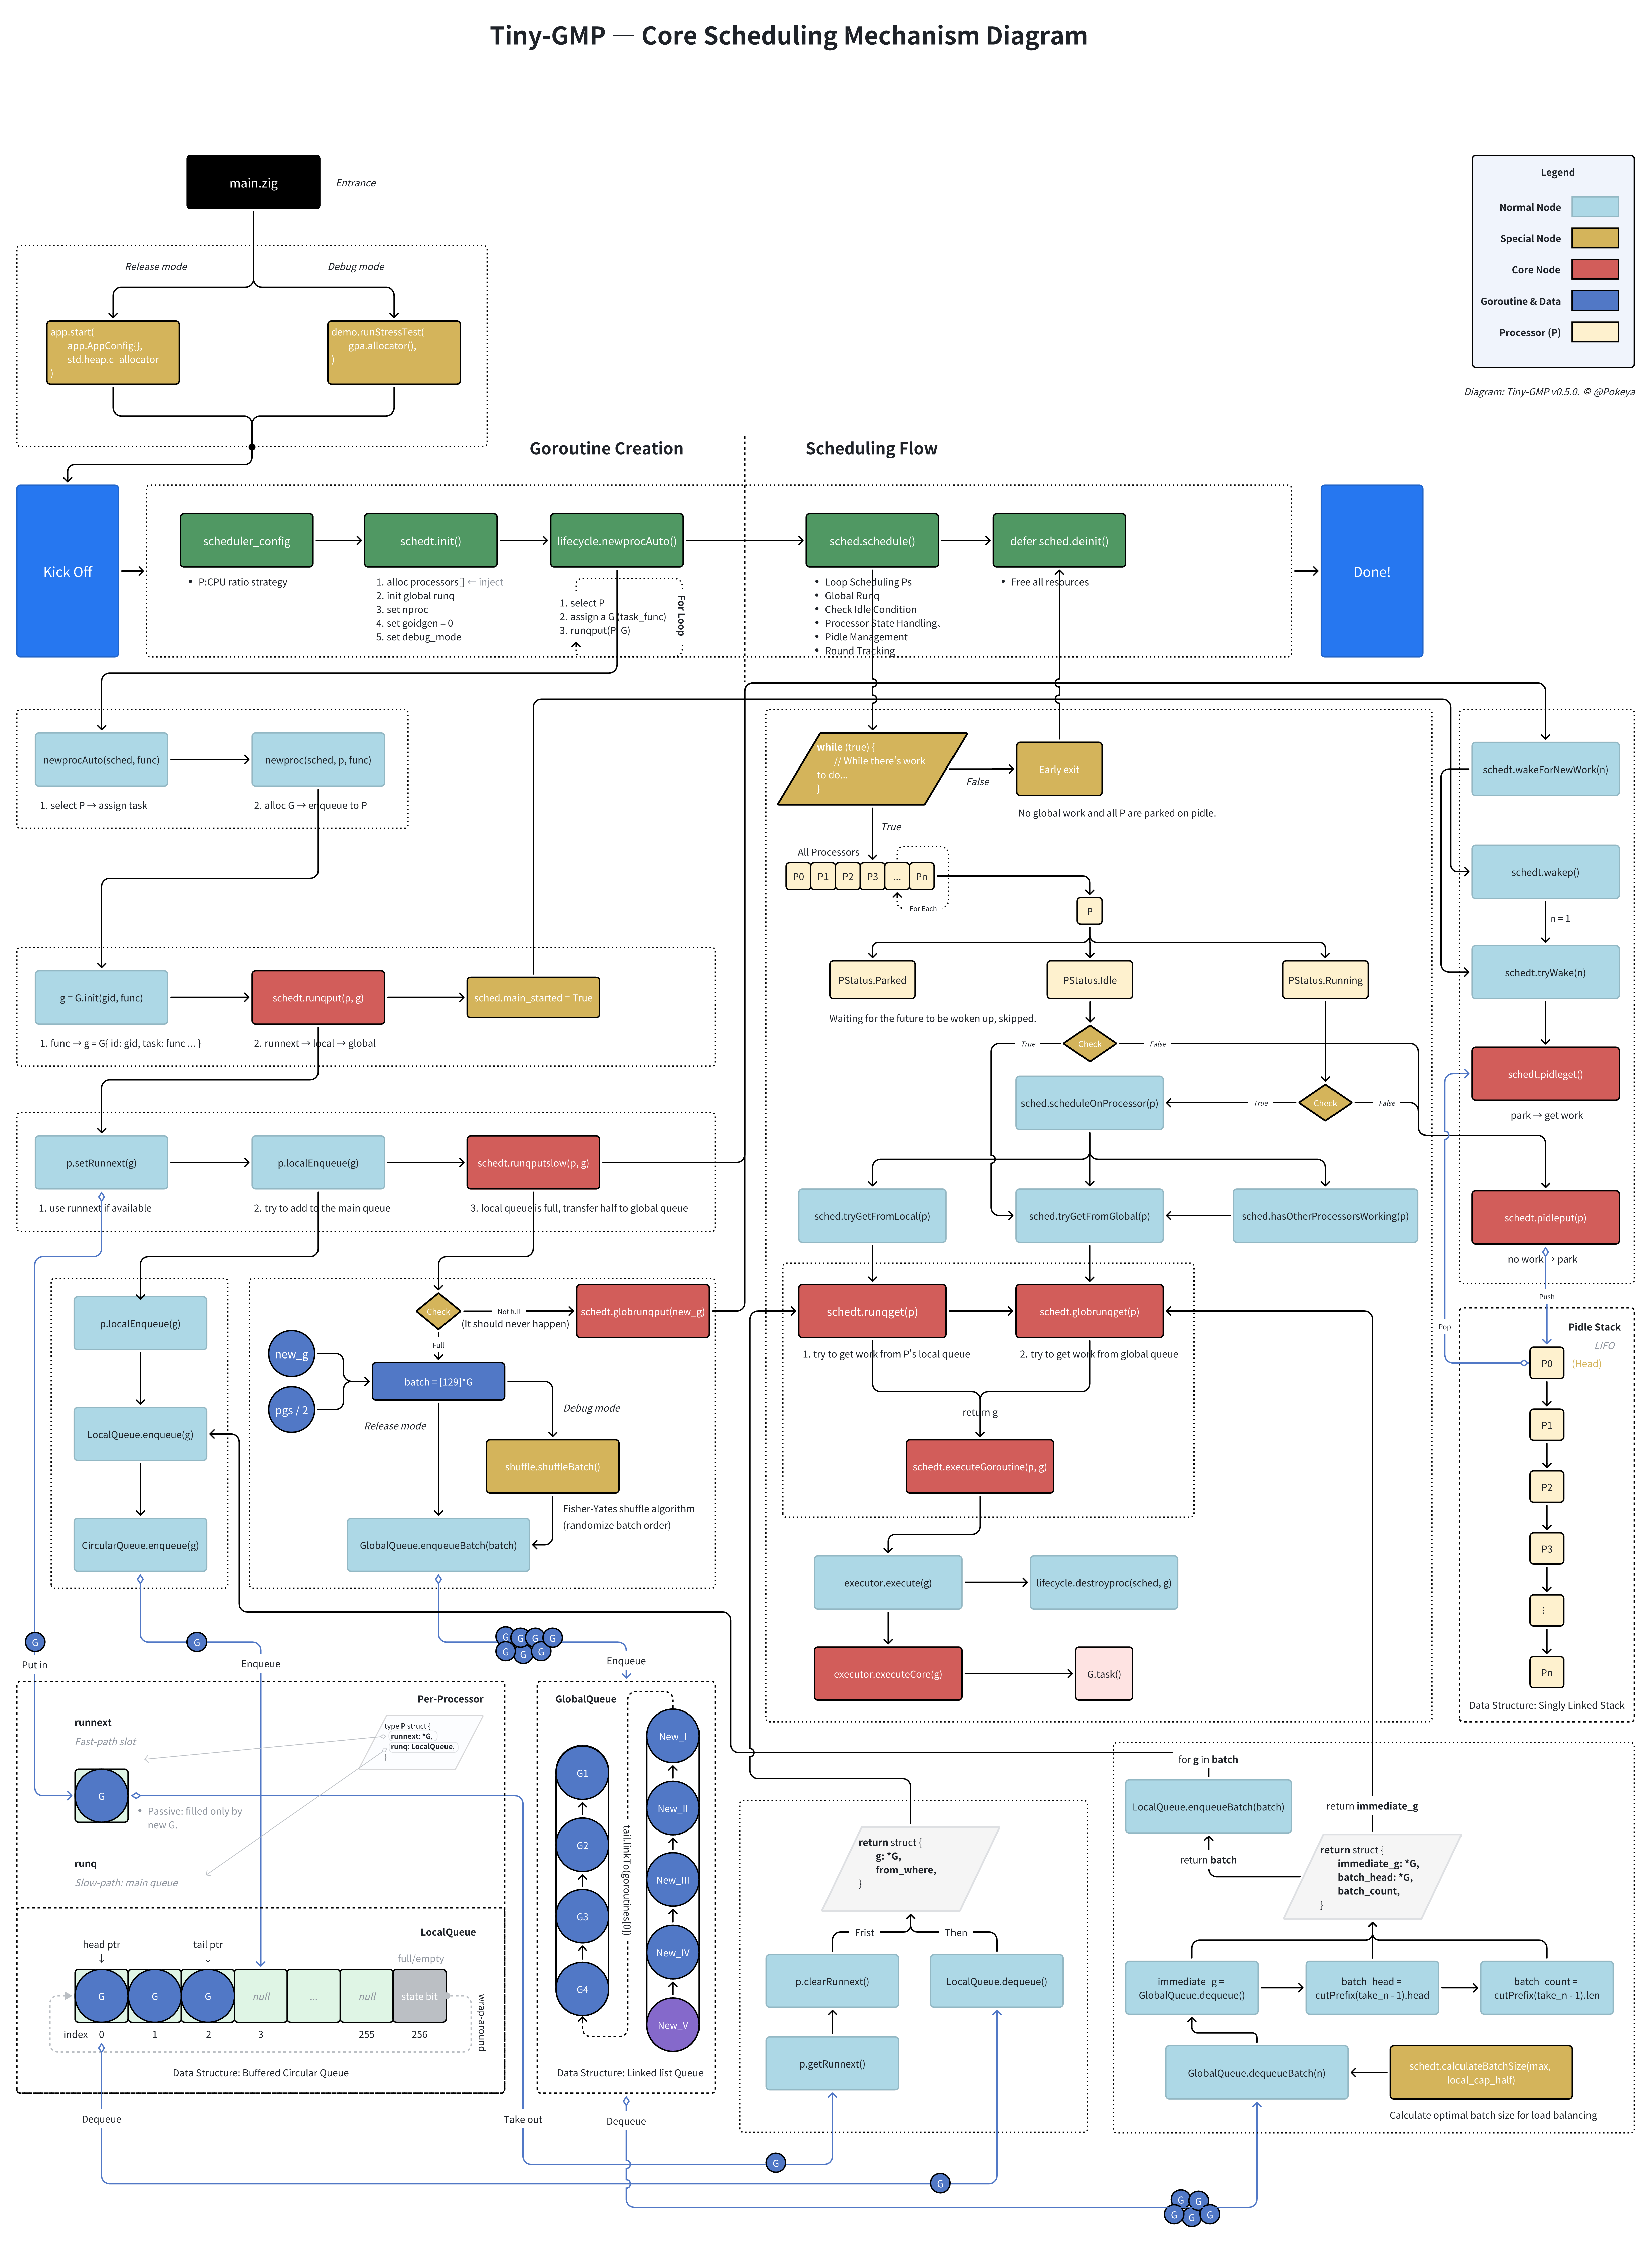 Tiny-GMP — Core Scheduling Mechanism Diagram
main.zig
Entrance
Legend
Normal Node
Special Node
Core Node
Goroutine & Data
Processor (P)
Diagram: Tiny-GMP v0.5.0. © @Pokeya
Release mode
Debug mode
app.start(
app.AppConfig{},
std.heap.c_allocator
)
demo.runStressTest(
gpa.allocator(),
)
Goroutine Creation
Scheduling Flow
Kick Off
scheduler_config
• P:CPU ratio strategy
schedt.init()
1. alloc processors[] ← inject
2. init global runq
3. set nproc
4. set goidgen = 0
5. set debug_mode
lifecycle.newprocAuto()
1. select P
2. assign a G (task_func)
3. runqput(P, G)
For Loop
sched.schedule()
• Loop Scheduling Ps
• Global Runq
• Check Idle Condition
• Processor State Handling、
• Pidle Management
• Round Tracking
defer sched.deinit()
• Free all resources
Done!
newprocAuto(sched, func)
1. select P → assign task
newproc(sched, p, func)
2. alloc G → enqueue to P
g = G.init(gid, func)
1. func → g = G{ id: gid, task: func ... }
schedt.runqput(p, g)
2. runnext → local → global
sched.main_started = True
p.setRunnext(g)
1. use runnext if available
p.localEnqueue(g)
2. try to add to the main queue
schedt.runqputslow(p, g)
3. local queue is full, transfer half to global queue
p.localEnqueue(g)
LocalQueue.enqueue(g)
CircularQueue.enqueue(g)
Check
Not full
(It should never happen)
schedt.globrunqput(new_g)
Full
new_g
pgs / 2
batch = [129]*G
Release mode
Debug mode
shuffle.shuffleBatch()
Fisher-Yates shuffle algorithm
(randomize batch order)
GlobalQueue.enqueueBatch(batch)
while (true) {
// While there's work
to do...
}
False
Early exit
No global work and all P are parked on pidle.
True
All Processors
P0
P1
P2
P3
...
Pn
For Each
P
PStatus.Parked
Waiting for the future to be woken up, skipped.
PStatus.Idle
PStatus.Running
True
Check
False
sched.scheduleOnProcessor(p)
True
Check
False
sched.tryGetFromLocal(p)
sched.tryGetFromGlobal(p)
sched.hasOtherProcessorsWorking(p)
schedt.runqget(p)
1. try to get work from P's local queue
schedt.globrunqget(p)
2. try to get work from global queue
return g
schedt.executeGoroutine(p, g)
executor.execute(g)
lifecycle.destroyproc(sched, g)
executor.executeCore(g)
G.task()
schedt.wakeForNewWork(n)
schedt.wakep()
n = 1
schedt.tryWake(n)
schedt.pidleget()
park → get work
schedt.pidleput(p)
no work → park
Push
Pop
Pidle Stack
LIFO
(Head)
P0
P1
P2
P3
...
Pn
Data Structure: Singly Linked Stack
G
Put in
G
Enqueue
G
G
G
G
G
G
G
Enqueue
Per-Processor
runnext
Fast-path slot
type P struct {
runnext: *G,
runq: LocalQueue,
}
G
• Passive: filled only by
new G.
runq
Slow-path: main queue
LocalQueue
head ptr
↓
tail ptr
↓
full/empty
G
G
G
null
...
null
state bit
wrap-around
index
0
1
2
3
255
256
Data Structure: Buffered Circular Queue
GlobalQueue
G1
G2
G3
G4
tail.linkTo(goroutines[0])
New_I
New_II
New_III
New_IV
New_V
Data Structure: Linked list Queue
Dequeue
Take out
Dequeue
return struct {
g: *G,
from_where,
}
Frist
Then
p.clearRunnext()
LocalQueue.dequeue()
p.getRunnext()
G
G
for g in batch
LocalQueue.enqueueBatch(batch)
return batch
return immediate_g
return struct {
immediate_g: *G,
batch_head: *G,
batch_count,
}
immediate_g =
GlobalQueue.dequeue()
batch_head =
cutPrefix(take_n - 1).head
batch_count =
cutPrefix(take_n - 1).len
GlobalQueue.dequeueBatch(n)
schedt.calculateBatchSize(max,
local_cap_half)
Calculate optimal batch size for load balancing
G
G
G
G
G